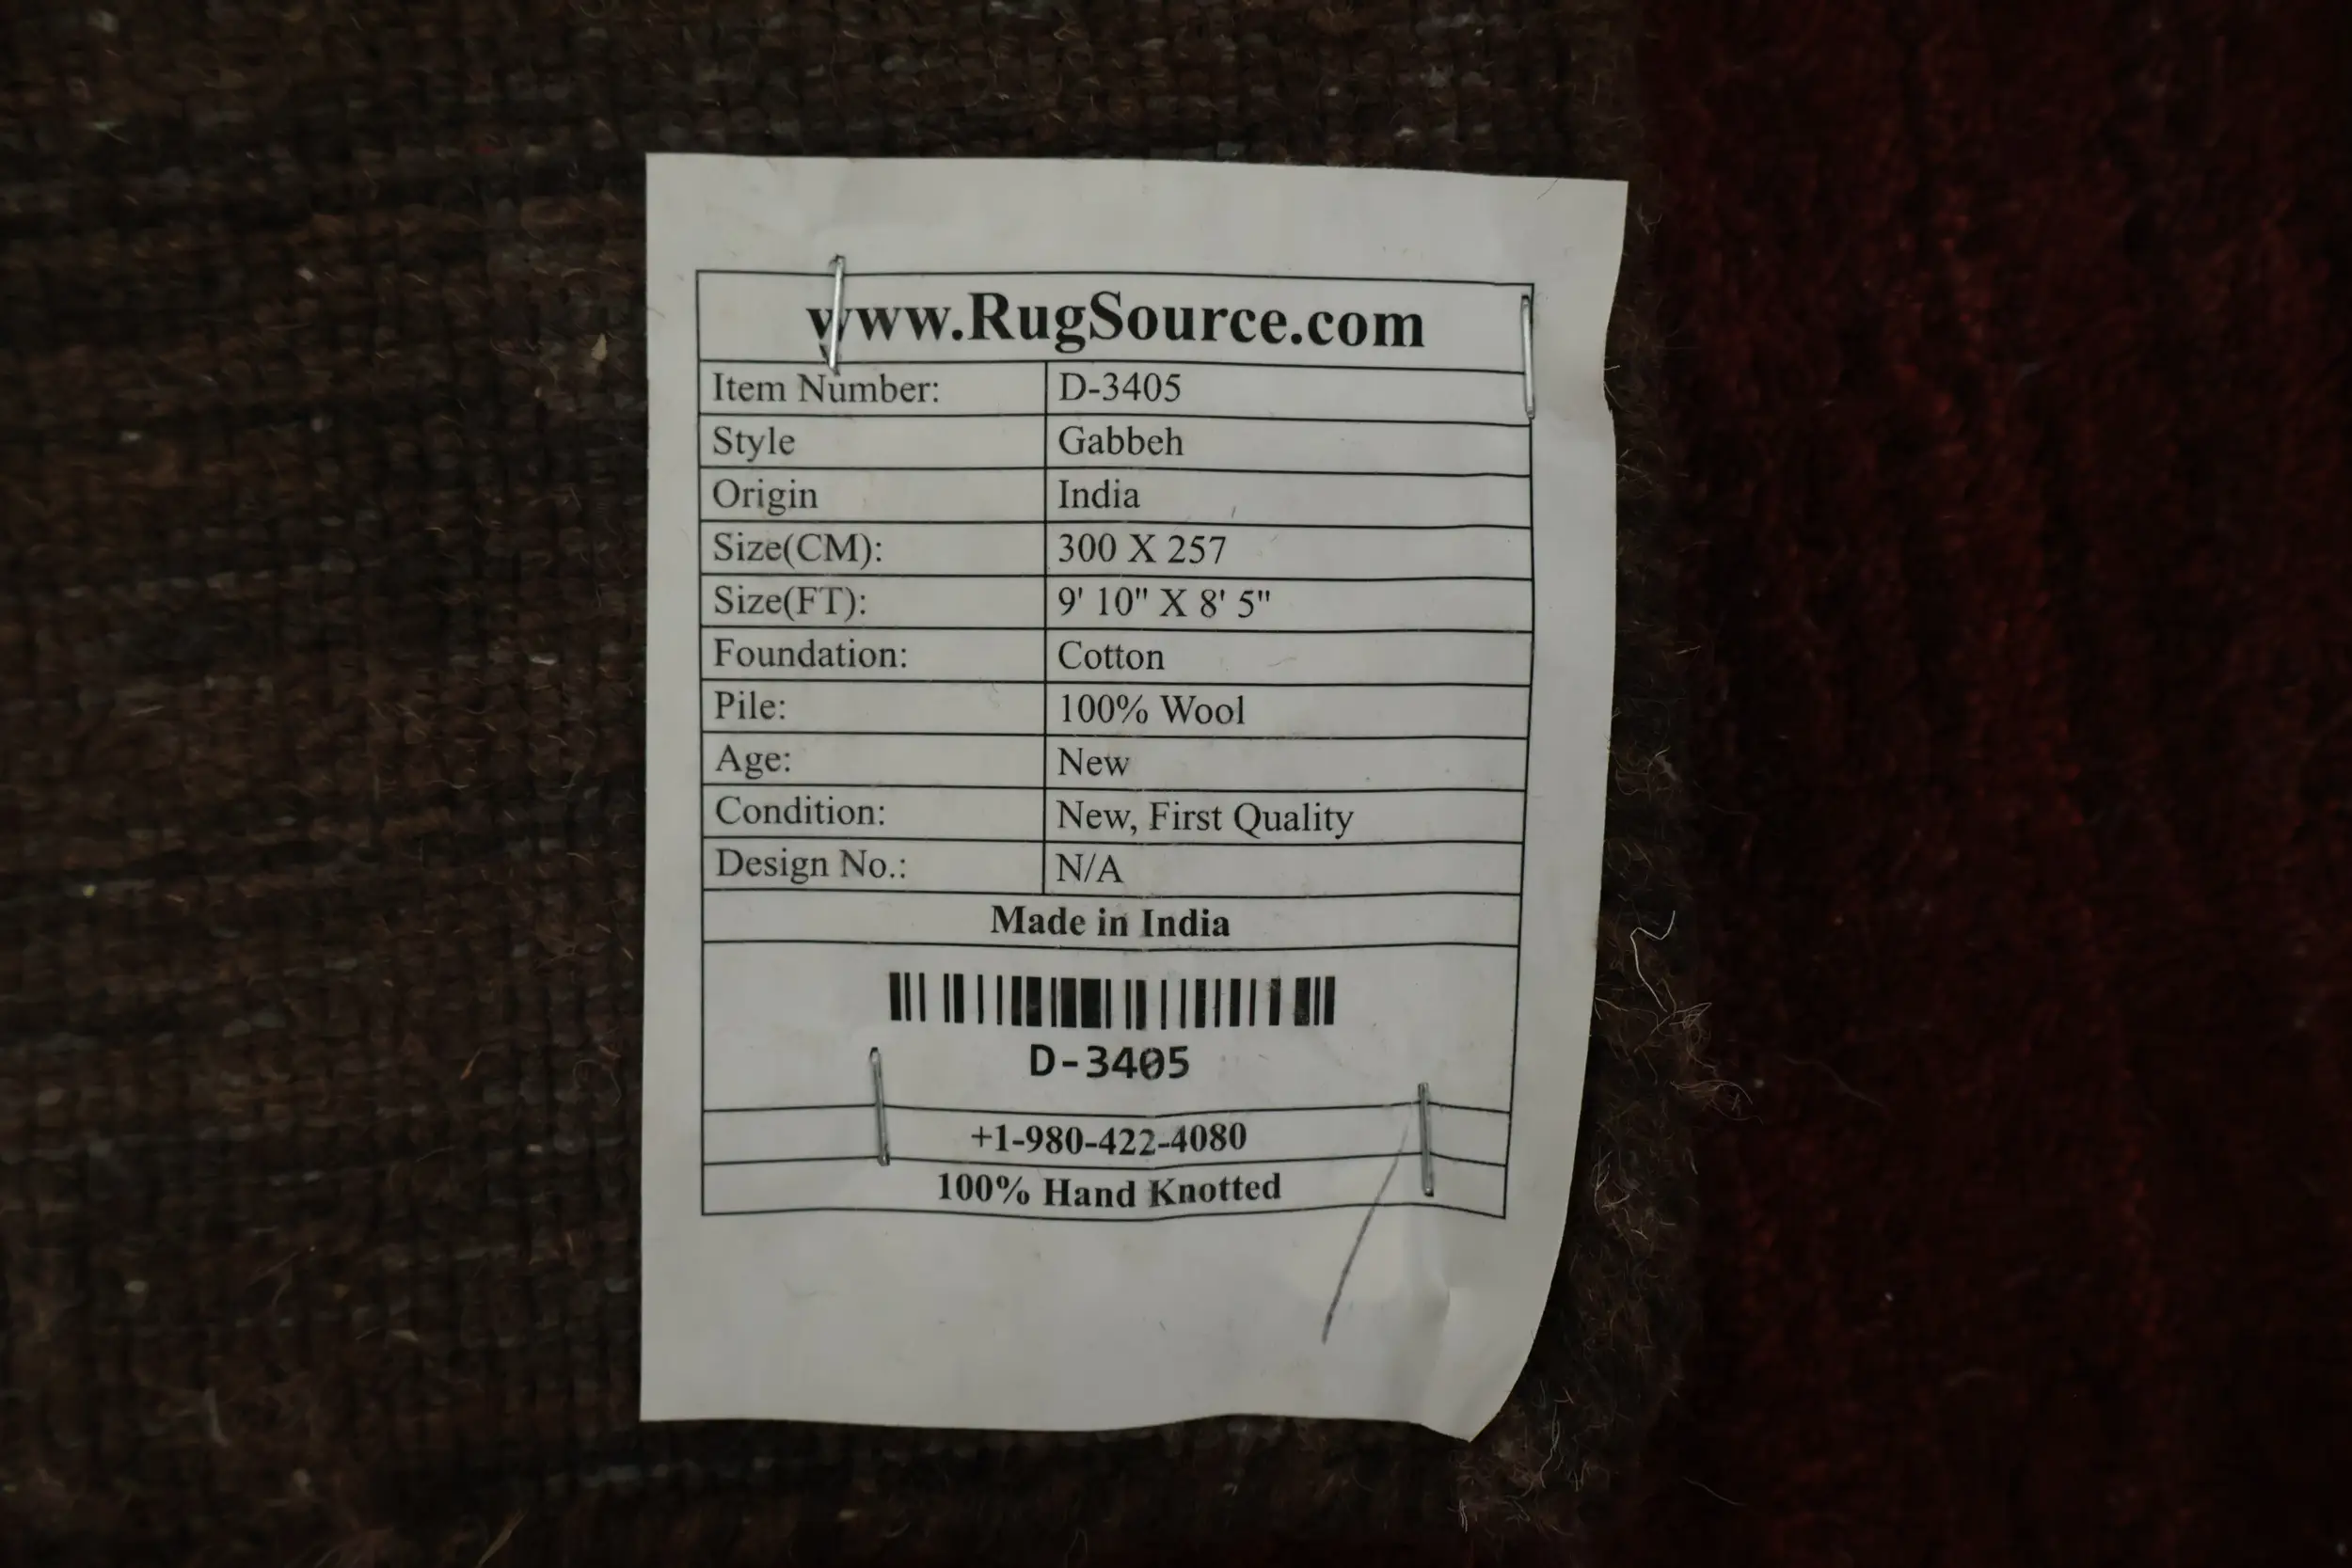 www.RugSource.com
Item Number: D-3405
Style Gabbeh
Origin India
Size(CM): 300 X 257
Size(FT): 9' 10" X 8' 5"
Foundation: Cotton
Pile: 100% Wool
Age: New
Condition: New, First Quality
Design No.: N/A
Made in India
D-3405
+1-980-422-4080
100% Hand Knotted